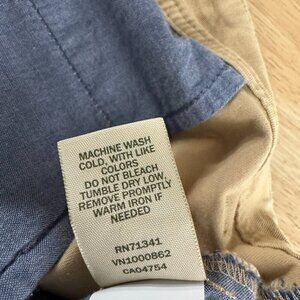 MACHINE WASH
COLD, WITH LIKE
COLORS
DO NOT BLEACH
TUMBLE DRY LOW,
REMOVE PROMPTLY
WARM IRON IF
NEEDED
RN71341
VN1000862
CA04754